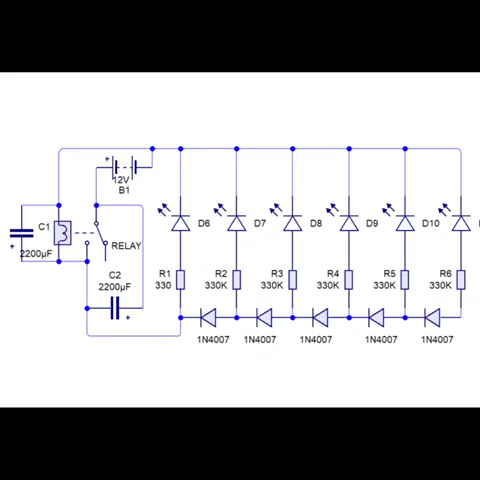 +
12V
B1
C1
+
2200µF
RELAY
C2
2200µF
+
D6
D7
D8
D9
D10
R1
330
R2
330K
R3
330K
R4
330K
R5
330K
R6
330K
1N4007
1N4007
1N4007
1N4007
1N4007